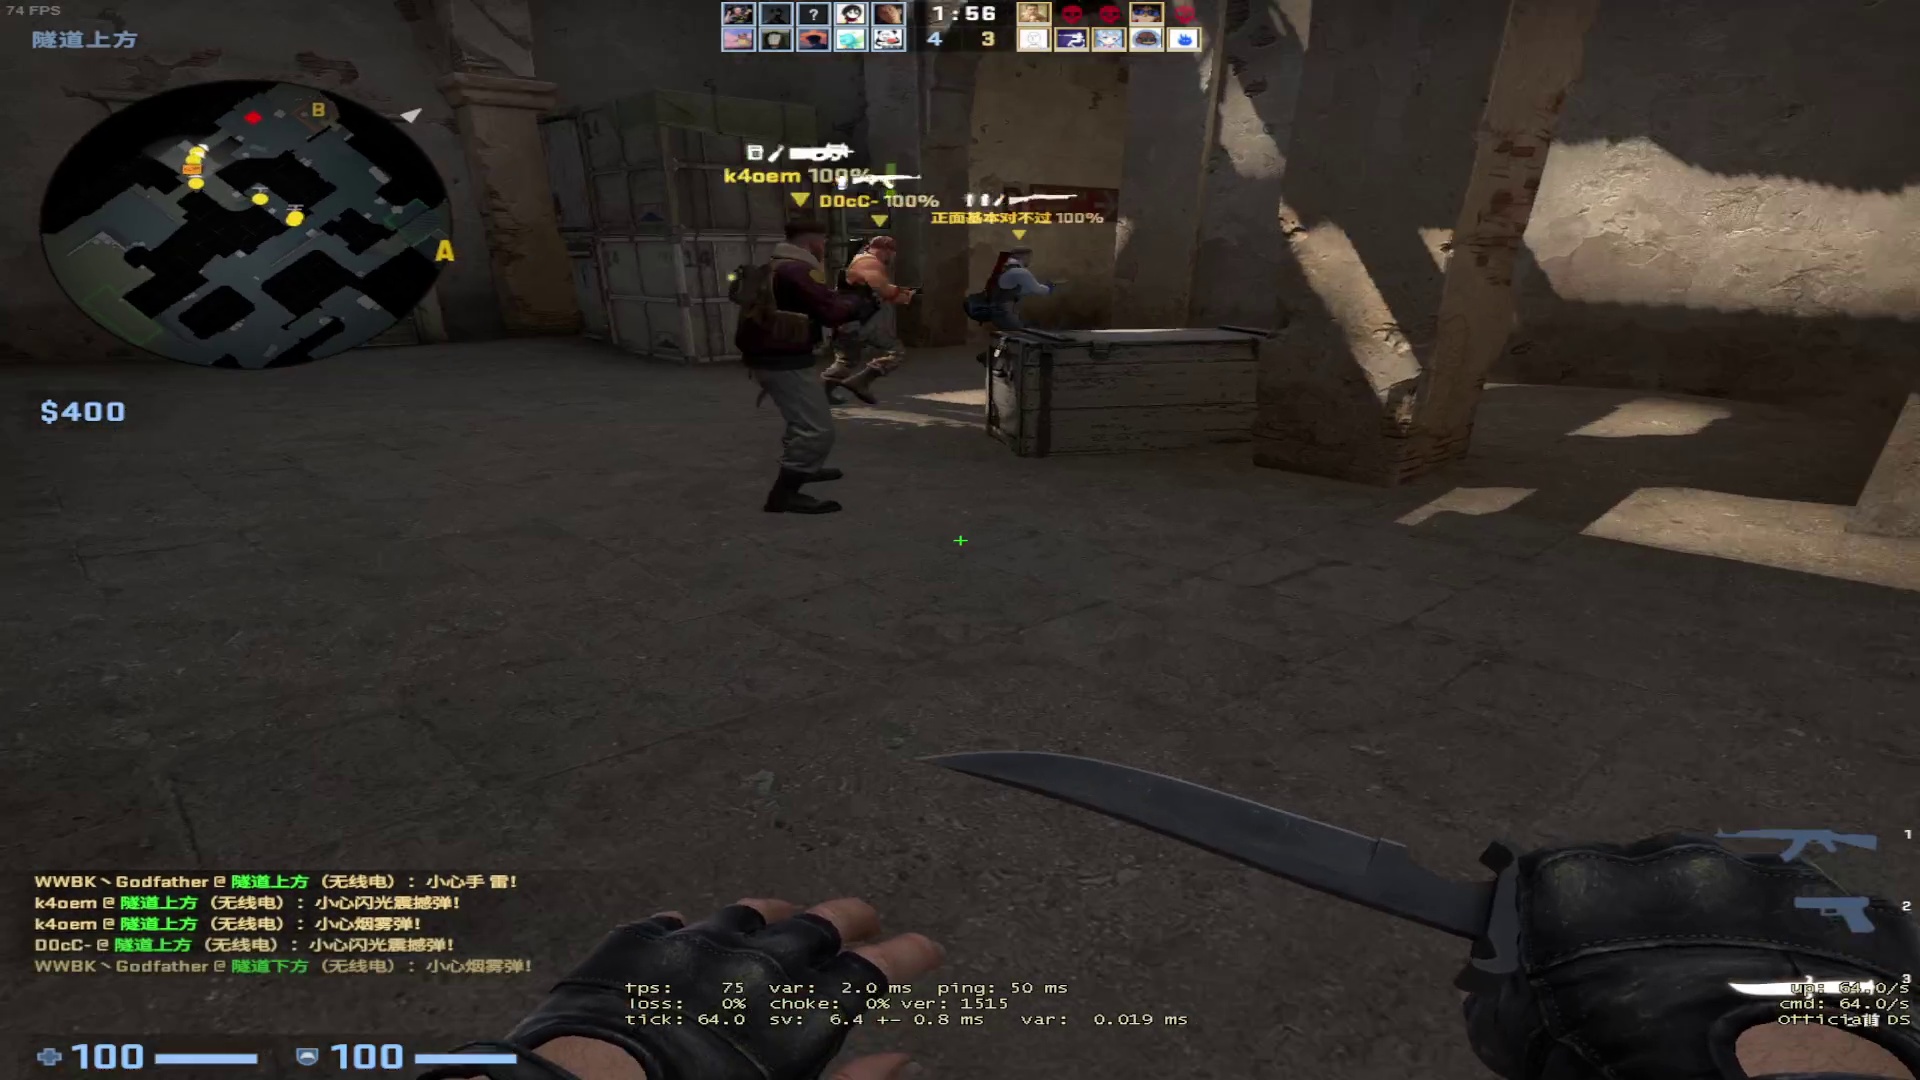 74 FPS
隧道上方
1:56
4 3
?
B
A
k4oem 100%
D0cC- 100%
正面基本对不过 100%
$400
1
2
3
WWBK丶Godfather @ 隧道上方 （无线电）：小心手 雷！
k4oem @ 隧道上方 （无线电）：小心闪光震撼弹！
k4oem @ 隧道上方 （无线电）：小心烟雾弹！
D0cC- @ 隧道上方 （无线电）：小心闪光震撼弹！
WWBK丶Godfather @ 隧道下方 （无线电）：小心烟雾弹！
fps: 75 var: 2.0 ms ping: 50 ms
loss: 0% choke: 0% ver: 1515
tick: 64.0 sv: 6.4 +- 0.8 ms var: 0.019 ms
up: 64.0/s
cmd: 64.0/s
official DS
100 100